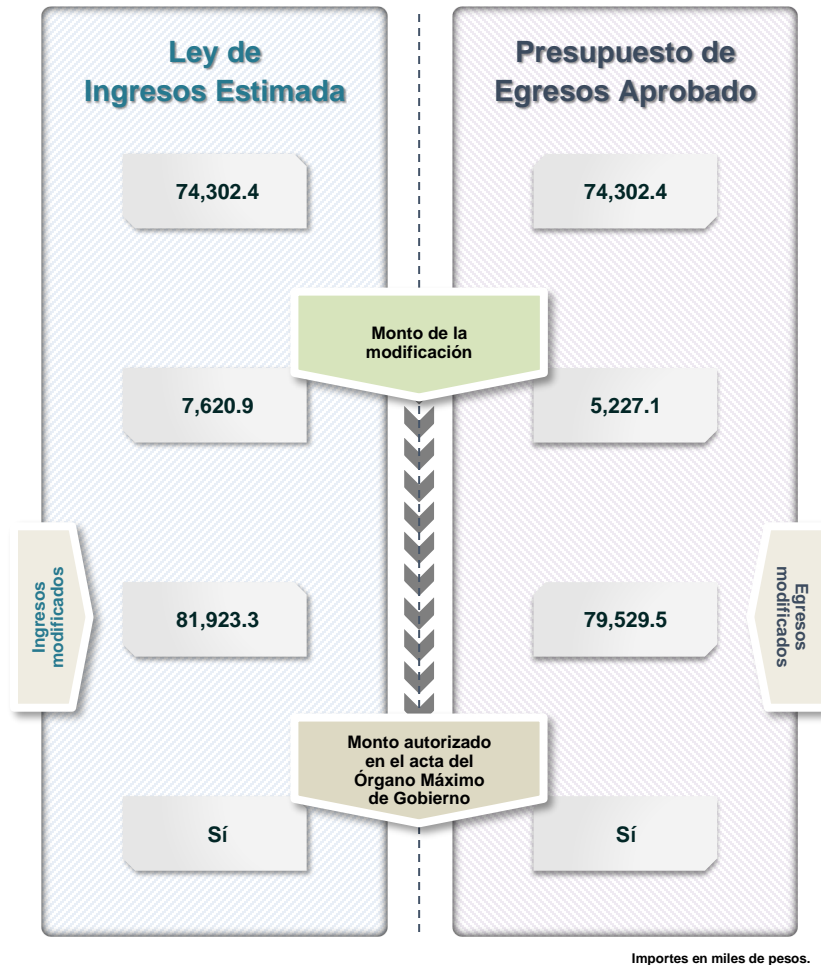 Ley de
Ingresos Estimada
Presupuesto de
Egresos Aprobado
74,302.4
74,302.4
Monto de la
modificación
7,620.9
5,227.1
Ingresos
modificados
81,923.3
79,529.5
Egresos
modificados
Monto autorizado
en el acta del
Órgano Máximo
de Gobierno
Sí
Sí
Importes en miles de pesos.